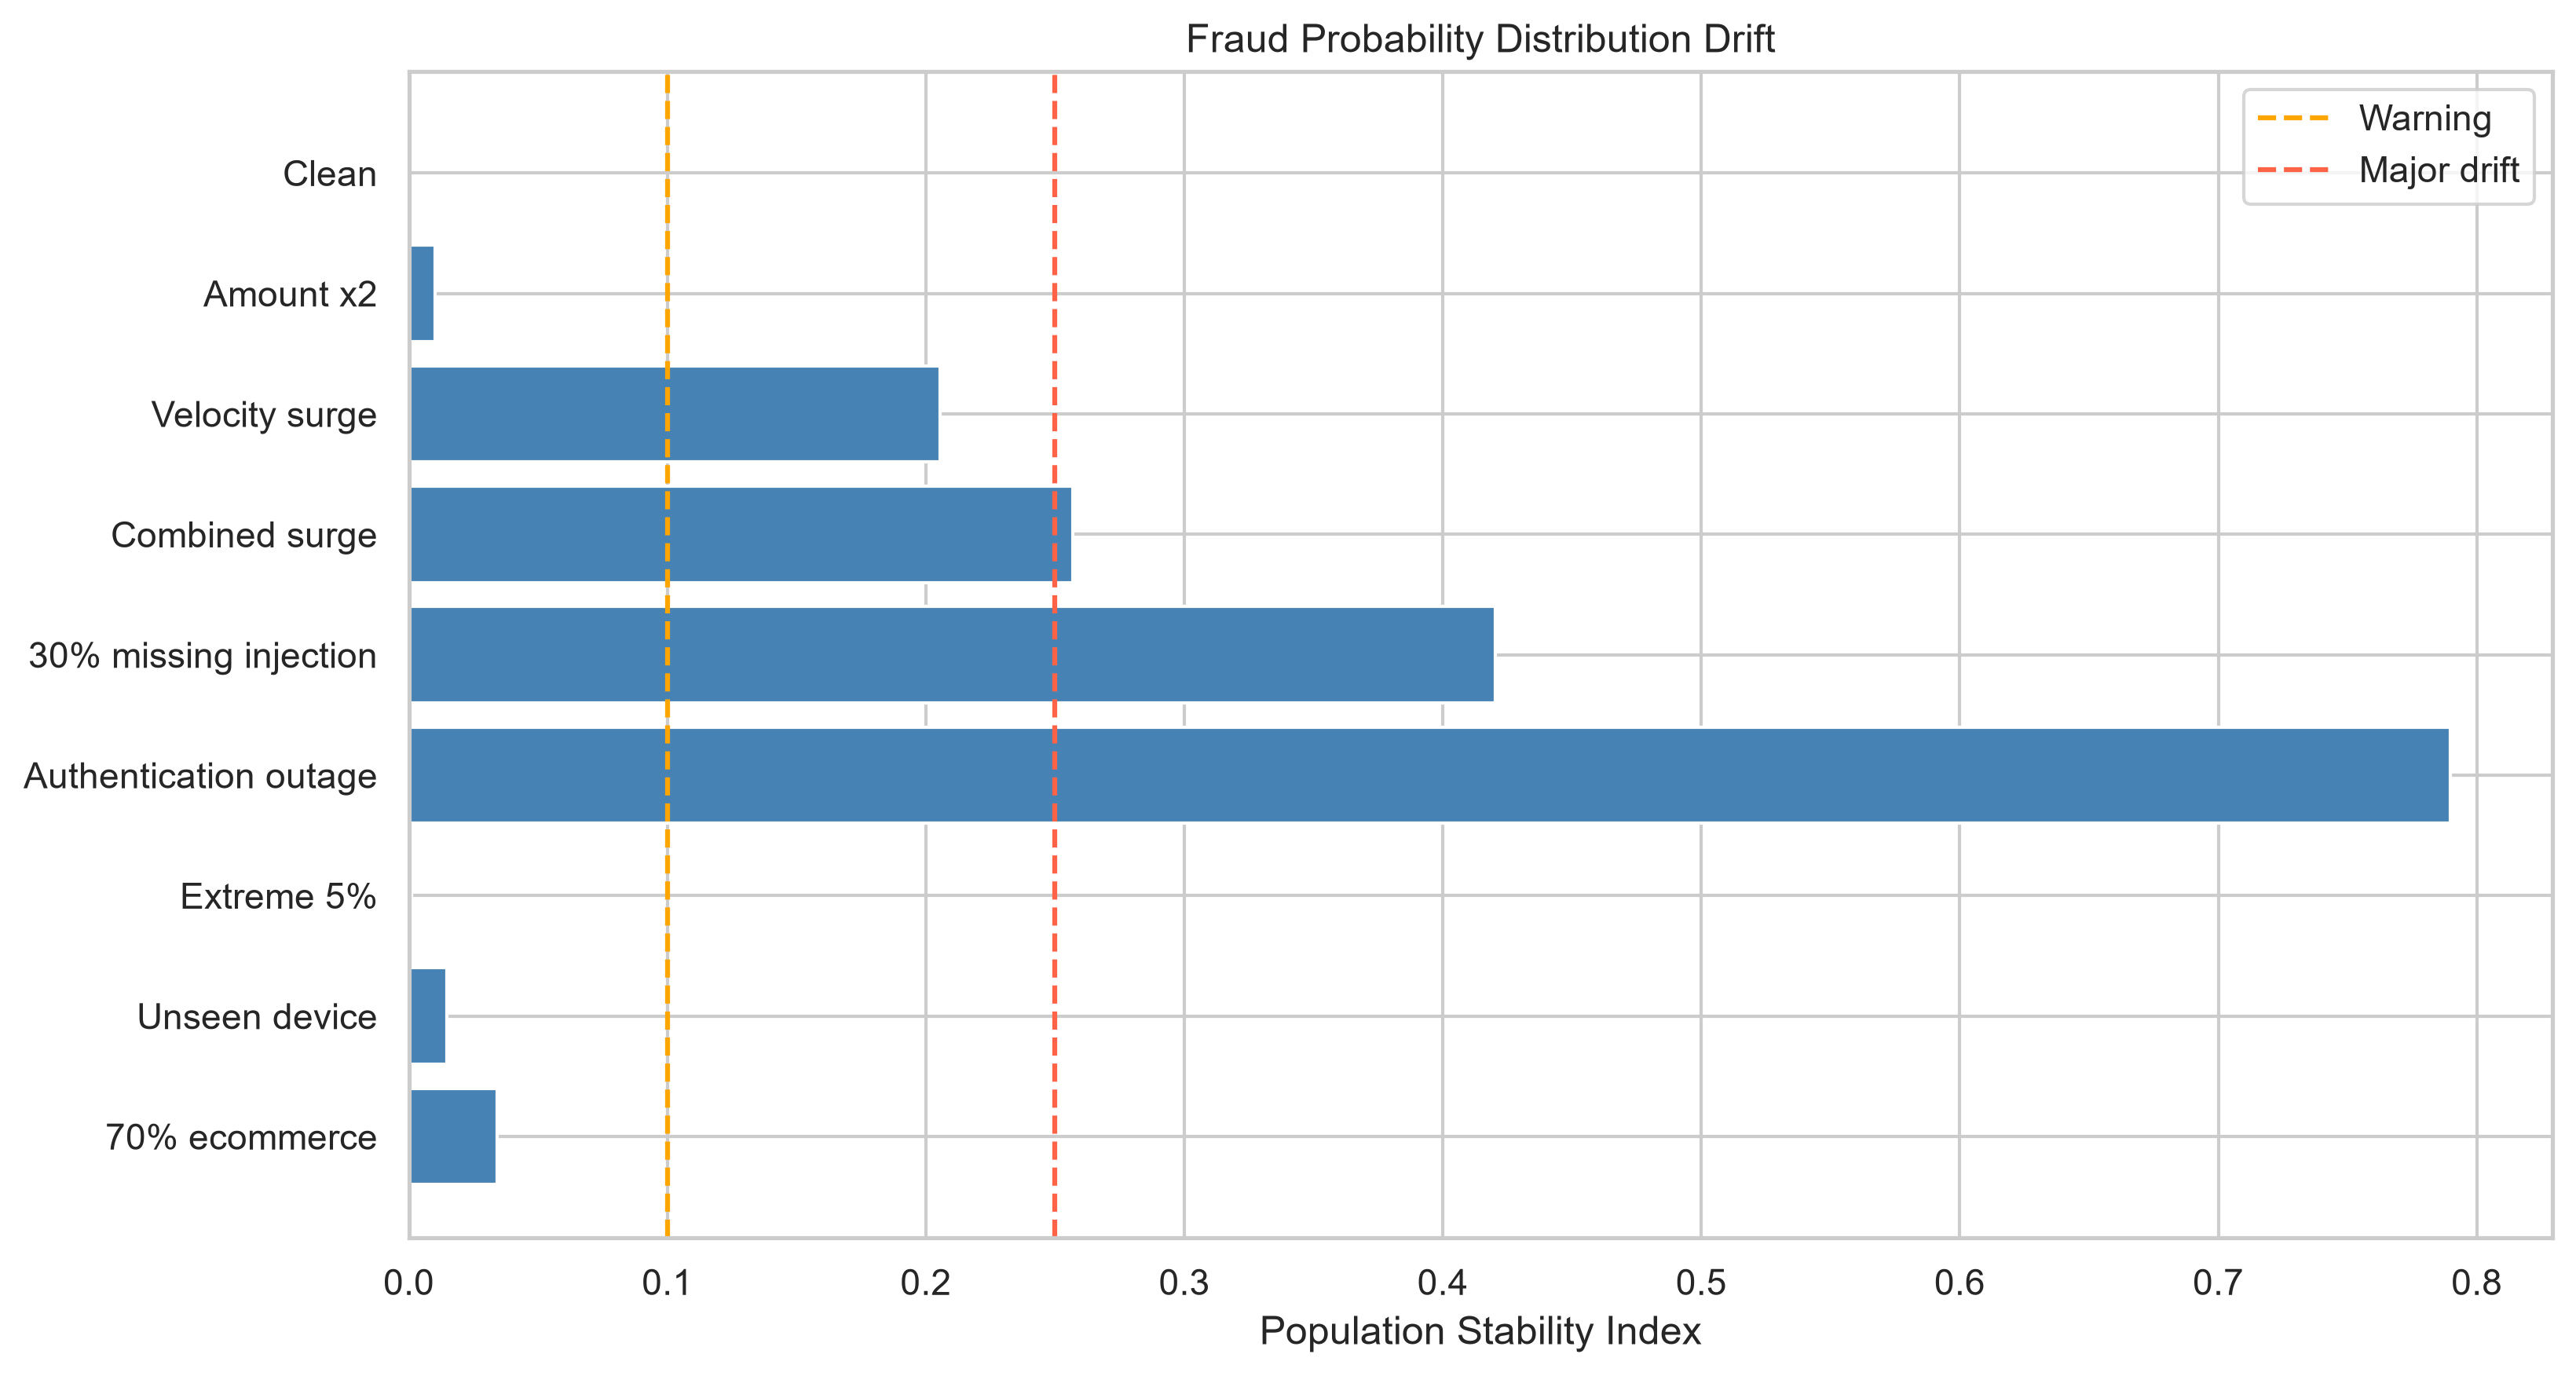 Fraud Probability Distribution Drift
Warning
Major drift
Clean
Amount x2
Velocity surge
Combined surge
30% missing injection
Authentication outage
Extreme 5%
Unseen device
70% ecommerce
0.0 0.1 0.2 0.3 0.4 0.5 0.6 0.7 0.8
Population Stability Index